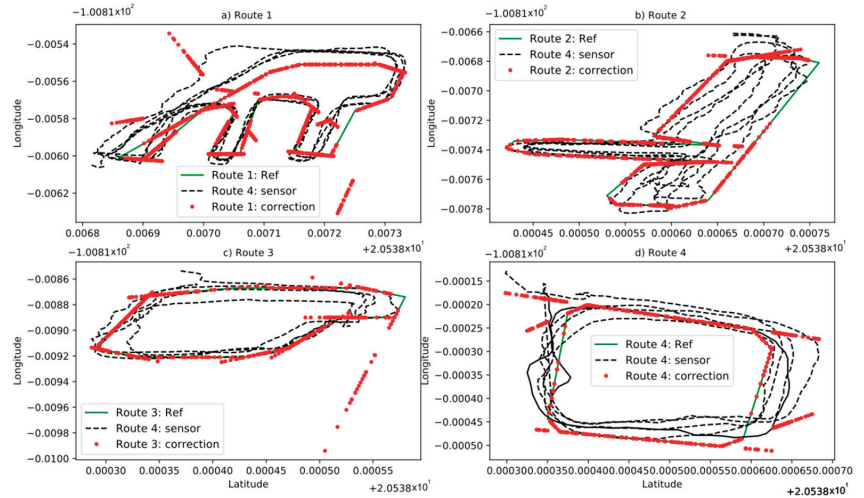 −1.0081×10²
a) Route 1
−0.0054
−0.0056
−0.0058
−0.0060
−0.0062
Longitude
Route 1: Ref
Route 4: sensor
Route 1: correction
0.0068 0.0069 0.0070 0.0071 0.0072 0.0073
+2.0538×10¹
−1.0081×10²
b) Route 2
−0.0066
−0.0068
−0.0070
−0.0072
−0.0074
−0.0076
−0.0078
Longitude
Route 2: Ref
Route 4: sensor
Route 2: correction
0.00045 0.00050 0.00055 0.00060 0.00065 0.00070 0.00075
+2.0538×10¹
−1.0081×10²
c) Route 3
−0.0086
−0.0088
−0.0090
−0.0092
−0.0094
−0.0096
−0.0098
−0.0100
Longitude
Route 3: Ref
Route 4: sensor
Route 3: correction
0.00030 0.00035 0.00040 0.00045 0.00050 0.00055
Latitude
+2.0538×10¹
−1.0081×10²
d) Route 4
−0.00015
−0.00020
−0.00025
−0.00030
−0.00035
−0.00040
−0.00045
−0.00050
Longitude
Route 4: Ref
Route 4: sensor
Route 4: correction
0.000300 0.000350 0.000400 0.000450 0.000500 0.000550 0.000600 0.000650 0.000700
Latitude
+2.0538×10¹